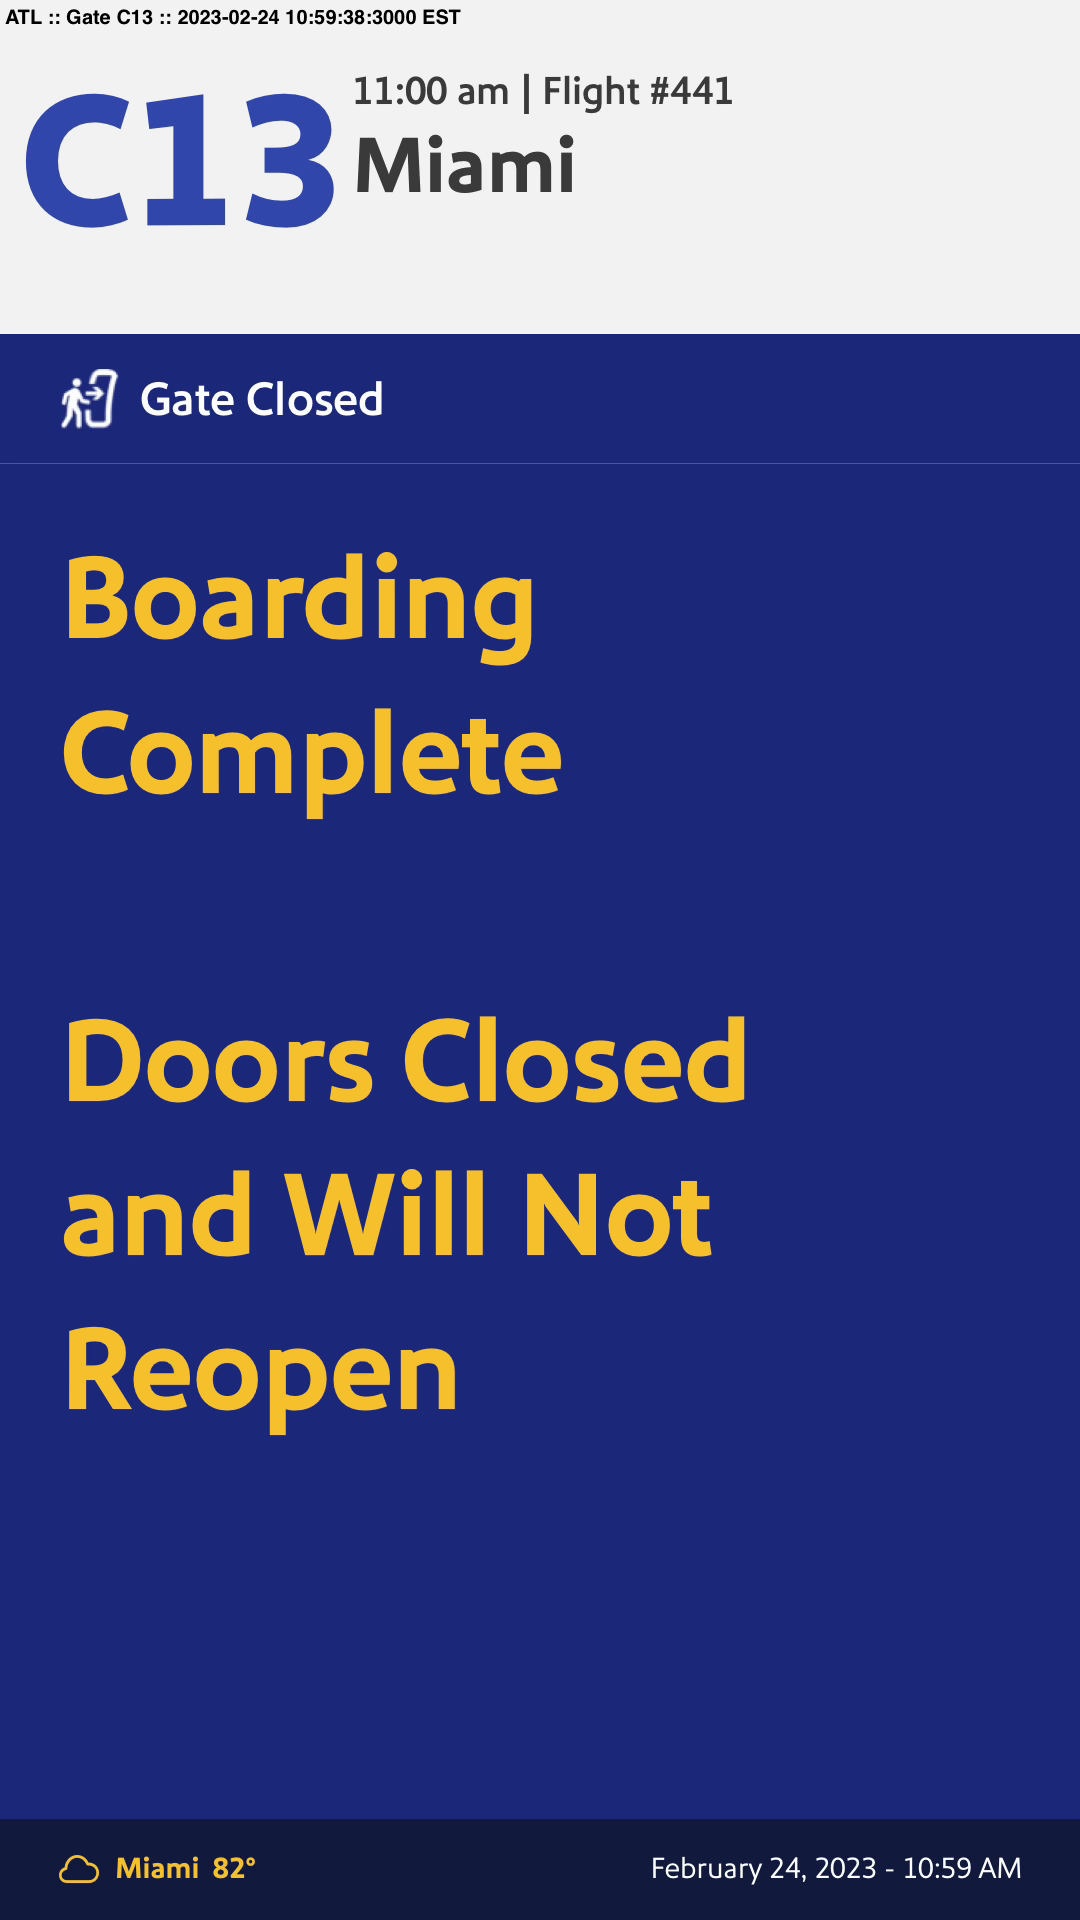 ATL :: Gate C13 :: 2023-02-24 10:59:38:3000 EST
C13
11:00 am | Flight #441
Miami
Gate Closed
Boarding
Complete
Doors Closed
and Will Not
Reopen
Miami 82°
February 24, 2023 - 10:59 AM